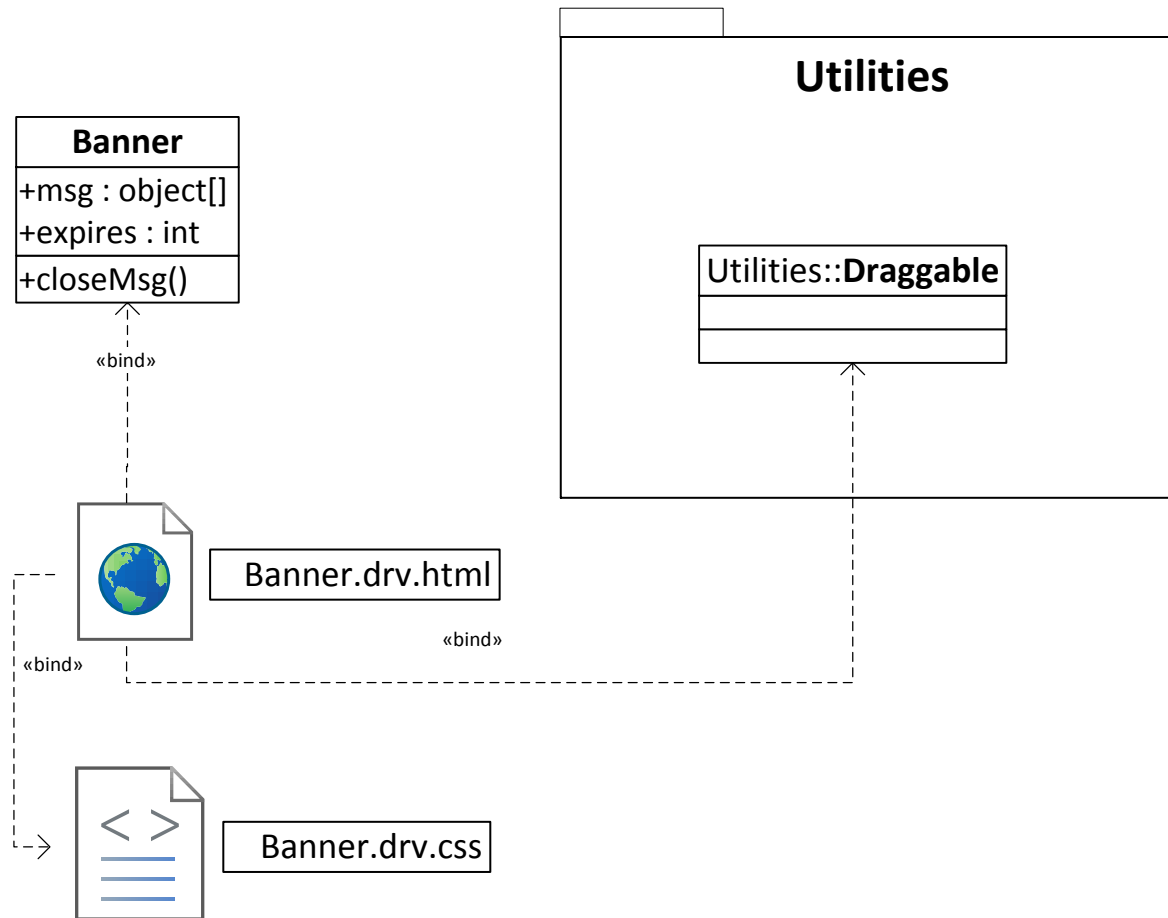 Utilities
Banner
+msg : object[]
+expires : int
+closeMsg()
Utilities::Draggable
«bind»
Banner.drv.html
«bind»
«bind»
< >
Banner.drv.css